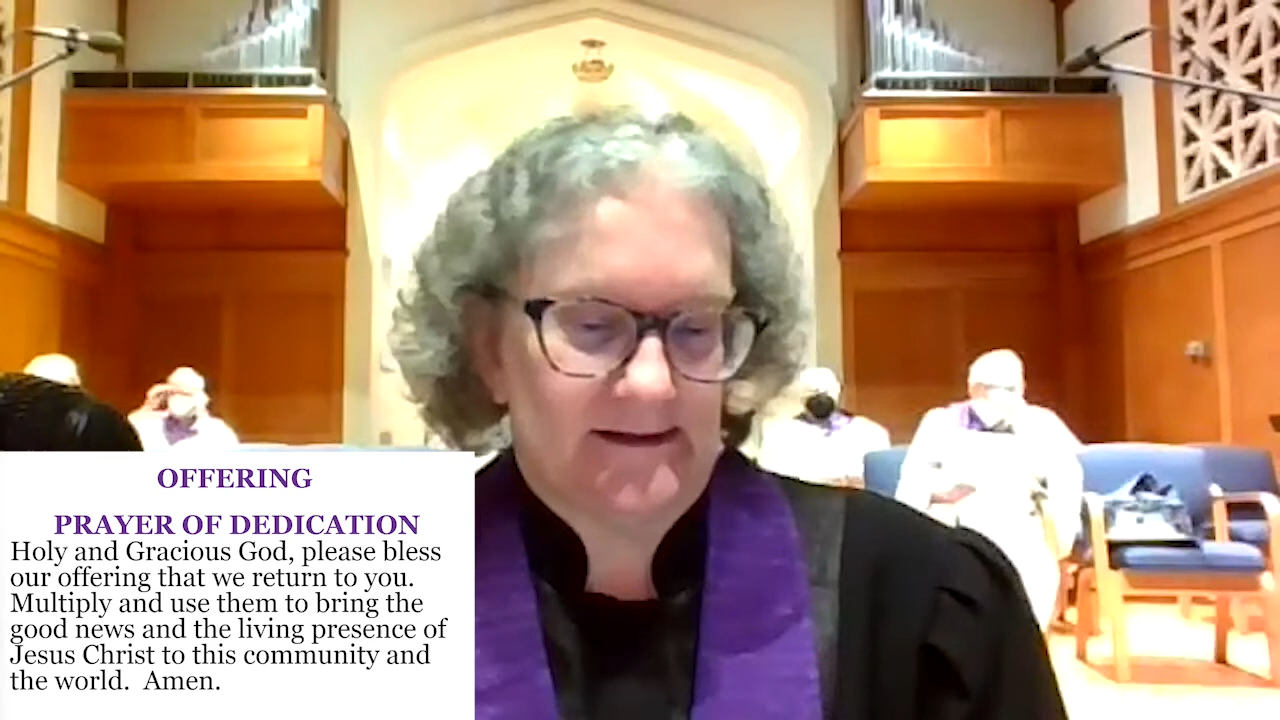 OFFERING
PRAYER OF DEDICATION
Holy and Gracious God, please bless
our offering that we return to you.
Multiply and use them to bring the
good news and the living presence of
Jesus Christ to this community and
the world.  Amen.